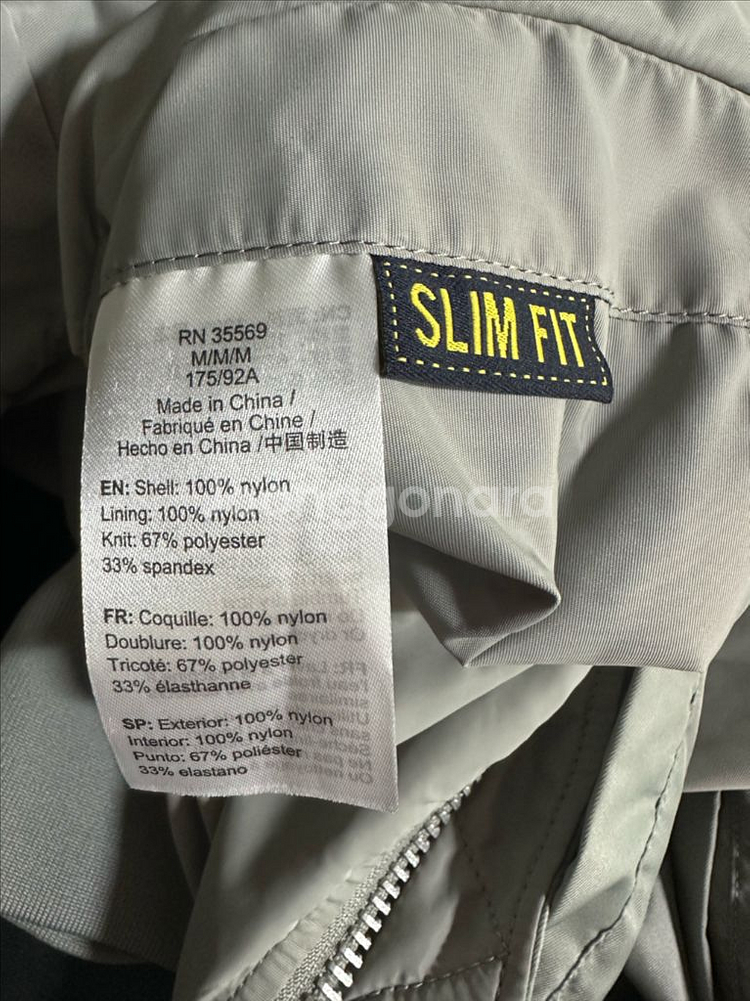 RN 35569
M/M/M
175/92A
Made in China /
Fabriqué en Chine /
Hecho en China /中国制造
EN: Shell: 100% nylon
Lining: 100% nylon
Knit: 67% polyester
33% spandex
FR: Coquille: 100% nylon
Doublure: 100% nylon
Tricoté: 67% polyester
33% élasthanne
SP: Exterior: 100% nylon
Interior: 100% nylon
Punto: 67% poliéster
33% elastano
SLIM FIT